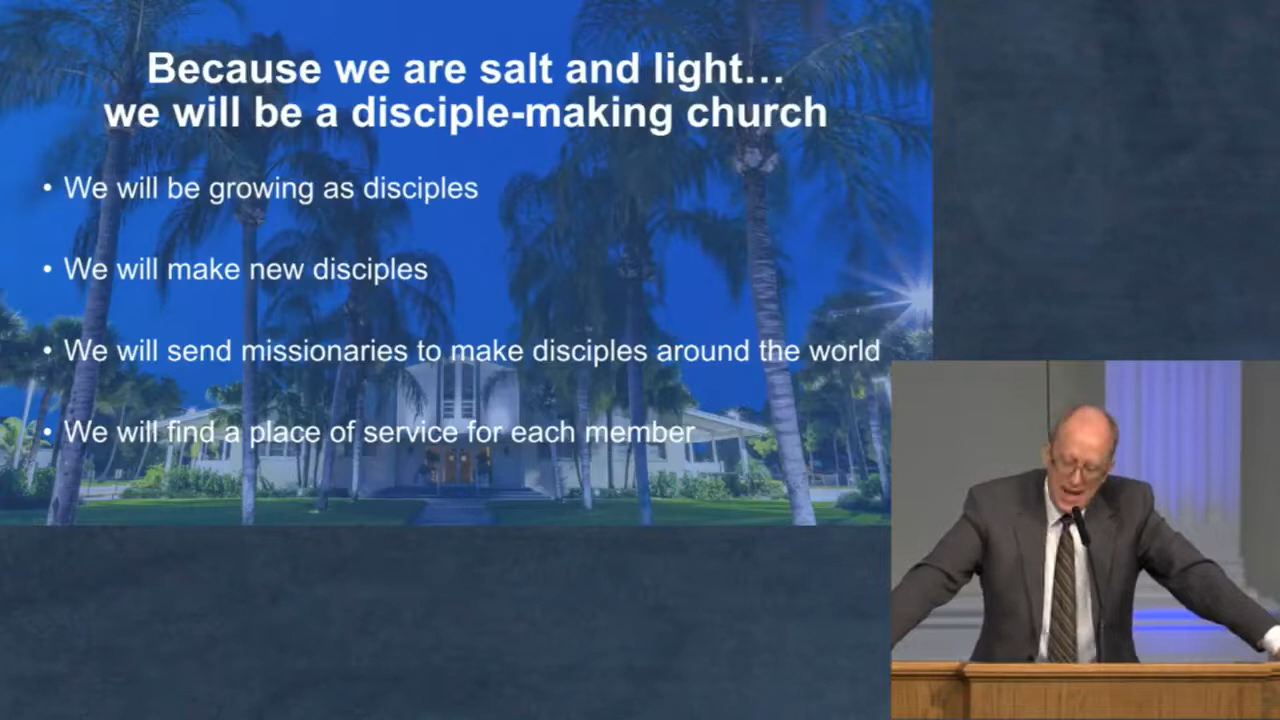 Because we are salt and light…
we will be a disciple-making church
• We will be growing as disciples
• We will make new disciples
• We will send missionaries to make disciples around the world
• We will find a place of service for each member